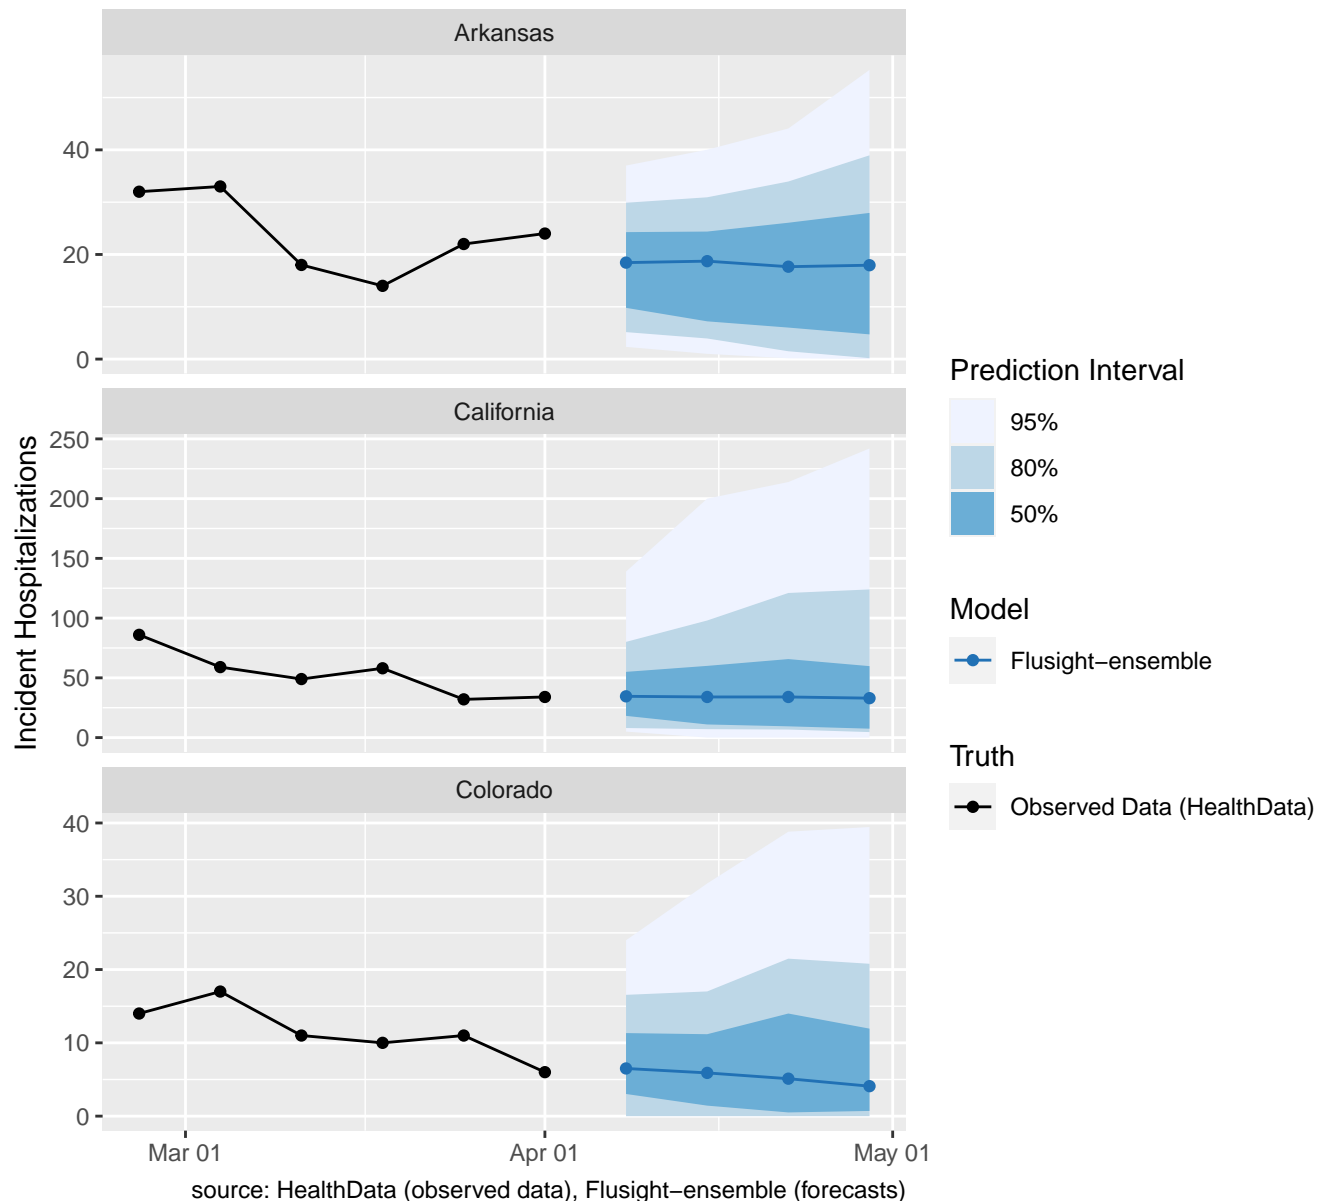 Arkansas
40
20
0
California
250
200
150
100
50
0
Colorado
40
30
20
10
0
Incident Hospitalizations
Mar 01
Apr 01
May 01
source: HealthData (observed data), Flusight−ensemble (forecasts)
Prediction Interval
95%
80%
50%
Model
Flusight−ensemble
Truth
Observed Data (HealthData)